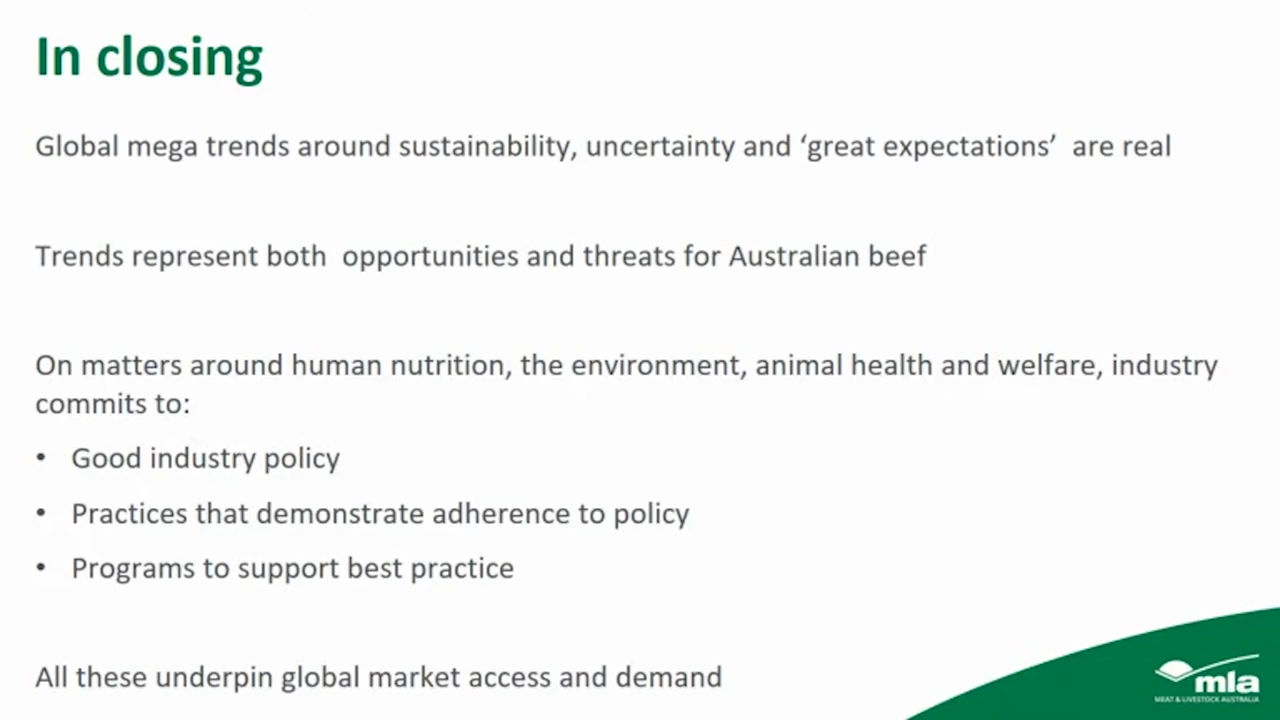 In closing
Global mega trends around sustainability, uncertainty and ‘great expectations’  are real
Trends represent both  opportunities and threats for Australian beef
On matters around human nutrition, the environment, animal health and welfare, industry
commits to:
• Good industry policy
• Practices that demonstrate adherence to policy
• Programs to support best practice
All these underpin global market access and demand
mla
MEAT & LIVESTOCK AUSTRALIA